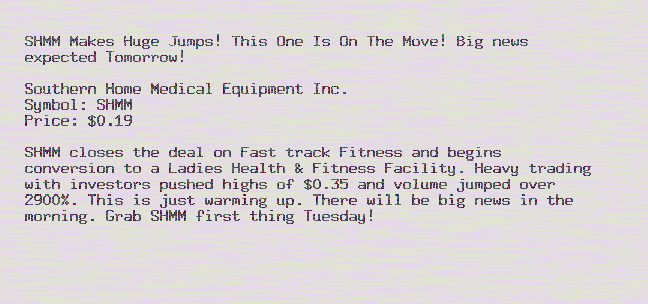 SHMM Makes Huge Jumps! This One Is On The Move! Big news
expected Tomorrow!
Southern Home Medical Equipment Inc.
Symbol: SHMM
Price: $0.19
SHMM closes the deal on Fast track Fitness and begins
conversion to a Ladies Health & Fitness Facility. Heavy trading
with investors pushed highs of $0.35 and volume jumped over
2900%. This is just warming up. There will be big news in the
morning. Grab SHMM first thing Tuesday!